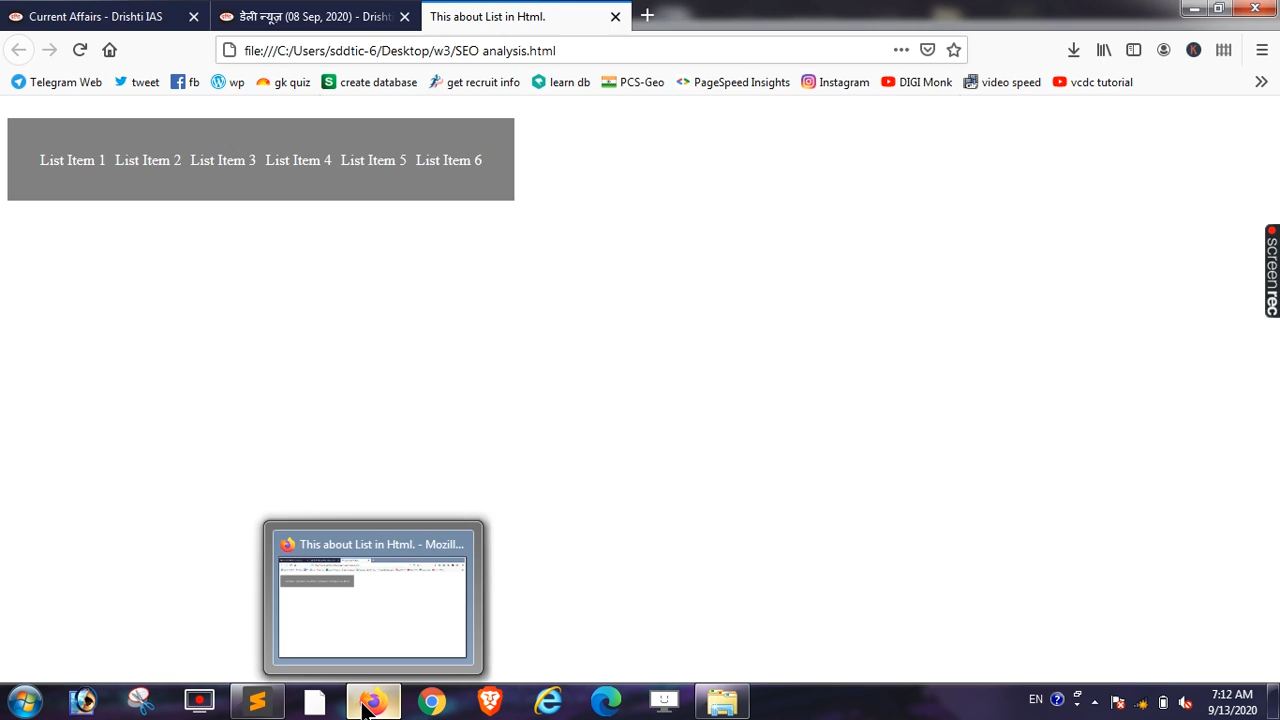 Current Affairs - Drishti IAS
डेली न्यूज़ (08 Sep, 2020) - Drisht
This about List in Html.
file:///C:/Users/sddtic-6/Desktop/w3/SEO analysis.html
Telegram Web tweet fb wp gk quiz create database get recruit info learn db PCS-Geo PageSpeed Insights Instagram DIGI Monk video speed vcdc tutorial
List Item 1 List Item 2 List Item 3 List Item 4 List Item 5 List Item 6
screenrec
This about List in Html. - Mozill...
EN
7:12 AM
9/13/2020